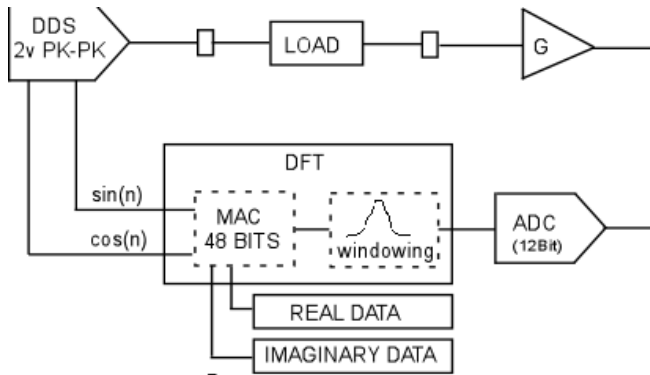 DDS
2v PK-PK
LOAD
G
DFT
sin(n)
cos(n)
MAC
48 BITS
windowing
ADC
(12Bit)
REAL DATA
IMAGINARY DATA